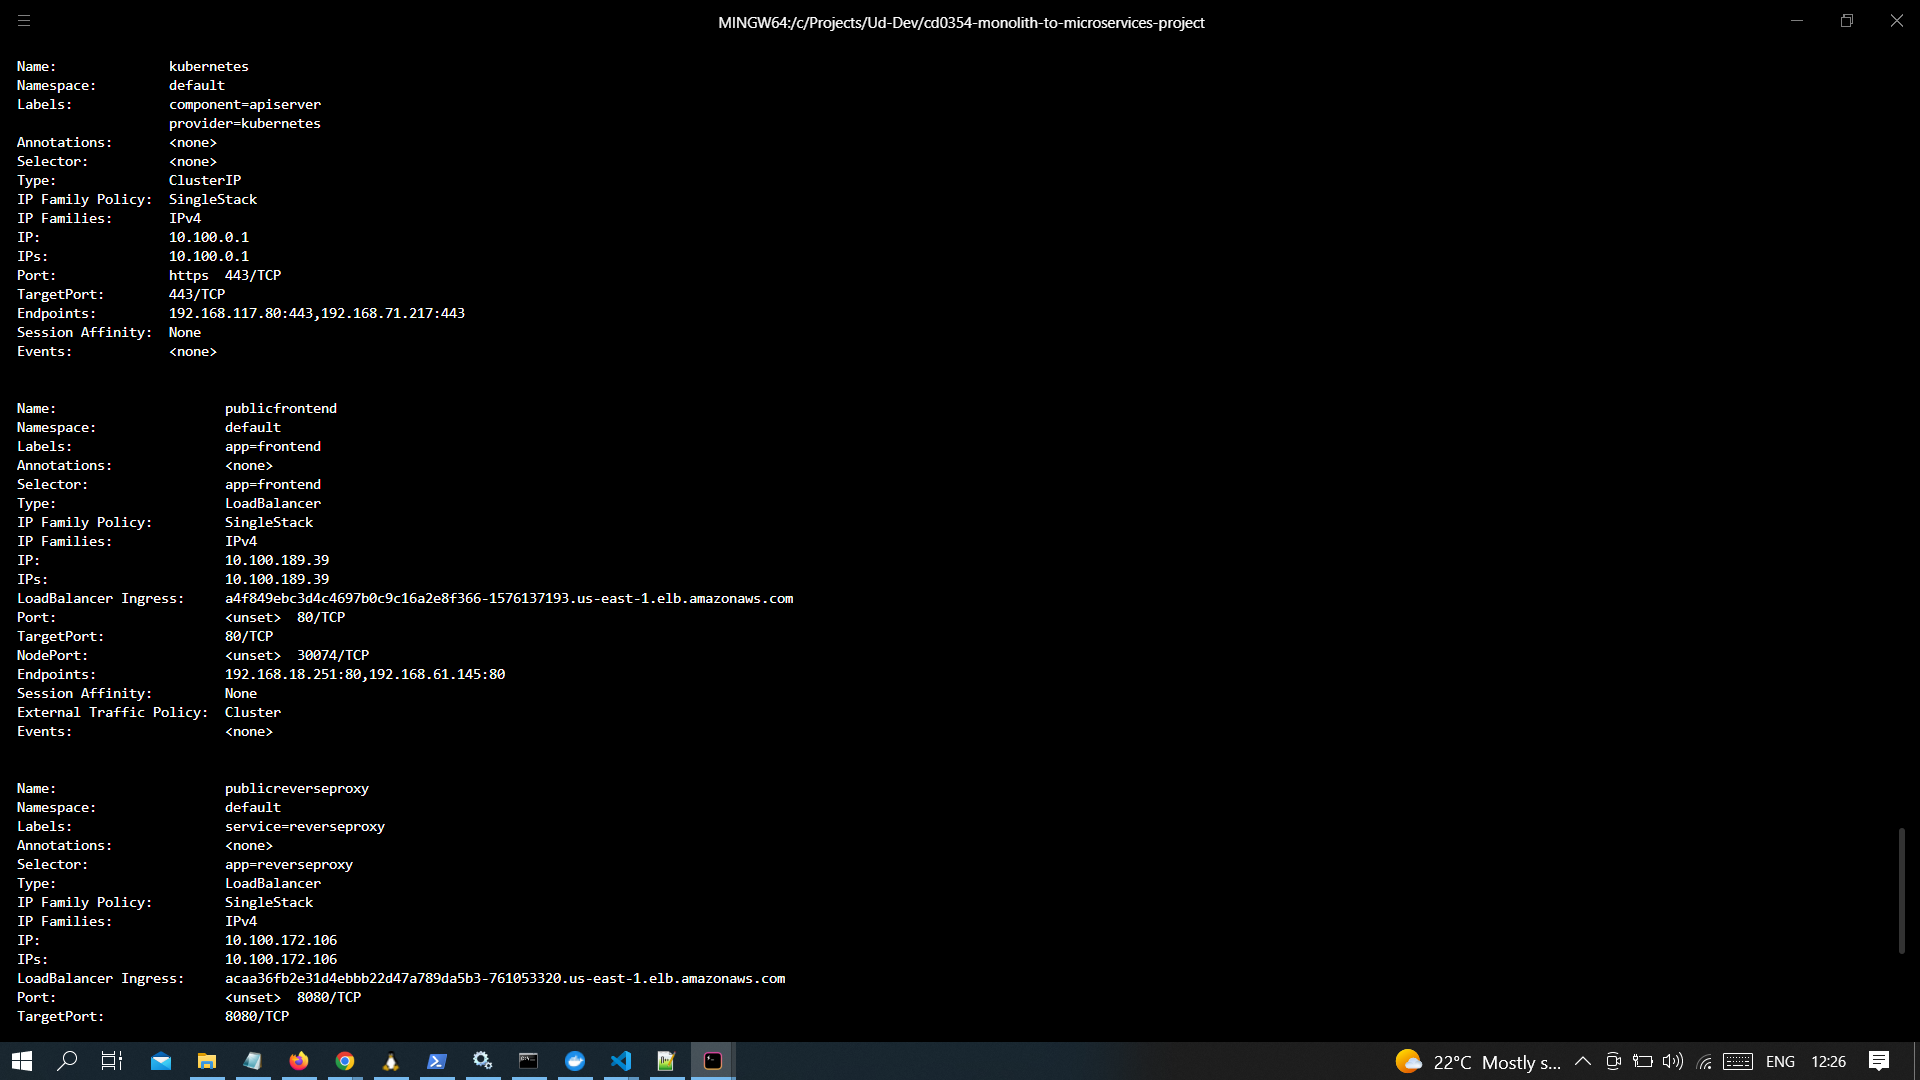 MINGW64:/c/Projects/Ud-Dev/cd0354-monolith-to-microservices-project
Name:              kubernetes
Namespace:         default
Labels:            component=apiserver
                   provider=kubernetes
Annotations:       <none>
Selector:          <none>
Type:              ClusterIP
IP Family Policy:  SingleStack
IP Families:       IPv4
IP:                10.100.0.1
IPs:               10.100.0.1
Port:              https  443/TCP
TargetPort:        443/TCP
Endpoints:         192.168.117.80:443,192.168.71.217:443
Session Affinity:  None
Events:            <none>
Name:                     publicfrontend
Namespace:                default
Labels:                   app=frontend
Annotations:              <none>
Selector:                 app=frontend
Type:                     LoadBalancer
IP Family Policy:         SingleStack
IP Families:              IPv4
IP:                       10.100.189.39
IPs:                      10.100.189.39
LoadBalancer Ingress:     a4f849ebc3d4c4697b0c9c16a2e8f366-1576137193.us-east-1.elb.amazonaws.com
Port:                     <unset>  80/TCP
TargetPort:               80/TCP
NodePort:                 <unset>  30074/TCP
Endpoints:                192.168.18.251:80,192.168.61.145:80
Session Affinity:         None
External Traffic Policy:  Cluster
Events:                   <none>
Name:                     publicreverseproxy
Namespace:                default
Labels:                   service=reverseproxy
Annotations:              <none>
Selector:                 app=reverseproxy
Type:                     LoadBalancer
IP Family Policy:         SingleStack
IP Families:              IPv4
IP:                       10.100.172.106
IPs:                      10.100.172.106
LoadBalancer Ingress:     acaa36fb2e31d4ebbb22d47a789da5b3-761053320.us-east-1.elb.amazonaws.com
Port:                     <unset>  8080/TCP
TargetPort:               8080/TCP
22°C Mostly s... ENG 12:26